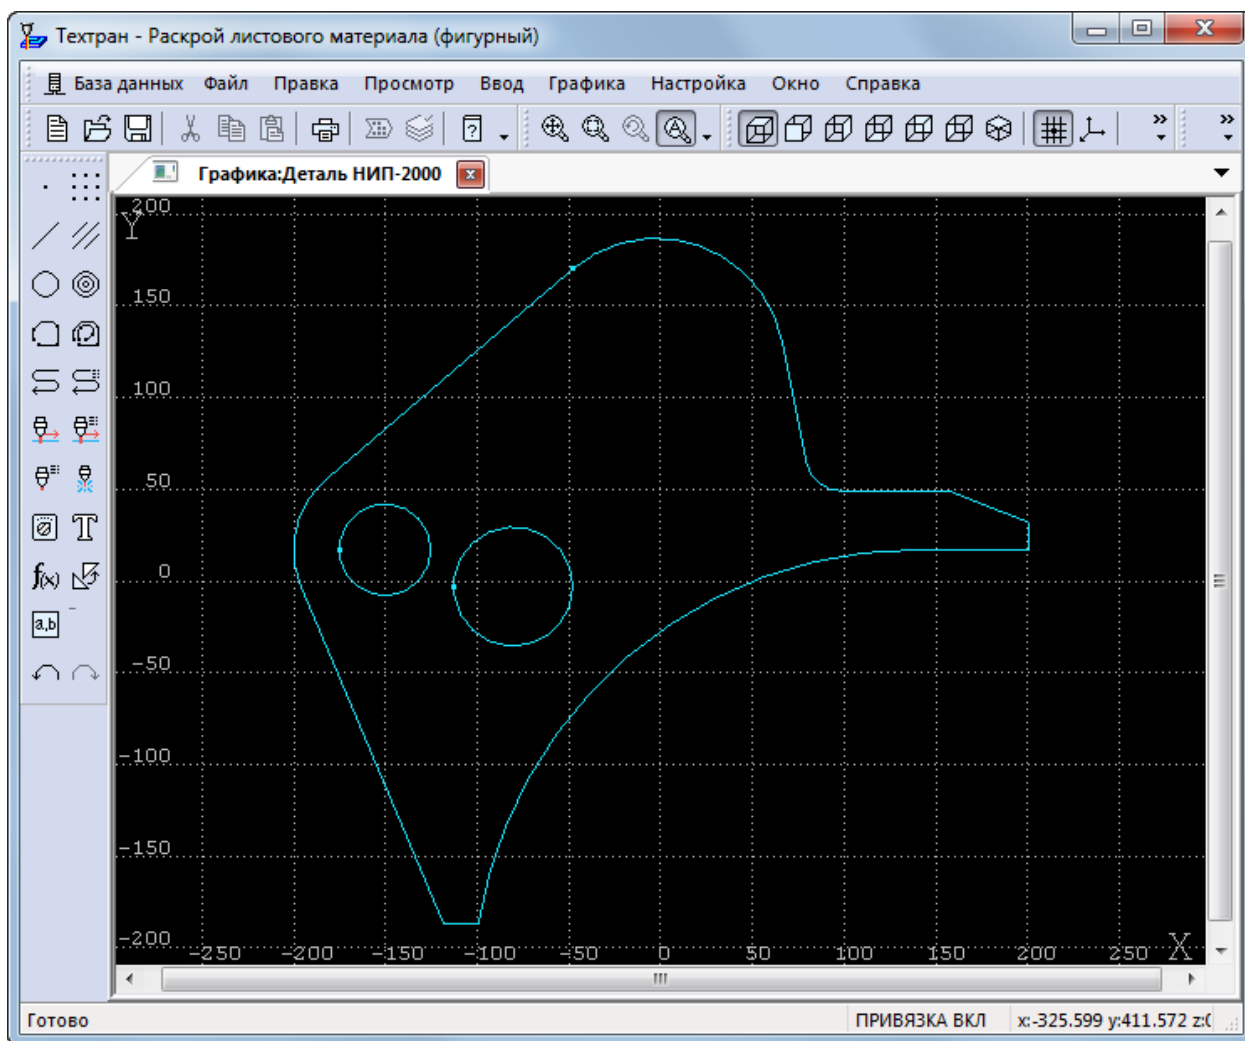 Техтран - Раскрой листового материала (фигурный)
База данных Файл Правка Просмотр Ввод Графика Настройка Окно Справка
Графика:Деталь НИП-2000
200
Y
150
100
50
0
-50
-100
-150
-200
-250 -200 -150 -100 -50 0 50 100 150 200 250 X
T
f(x)
a,b
Готово ПРИВЯЗКА ВКЛ x:-325.599 y:411.572 z:(